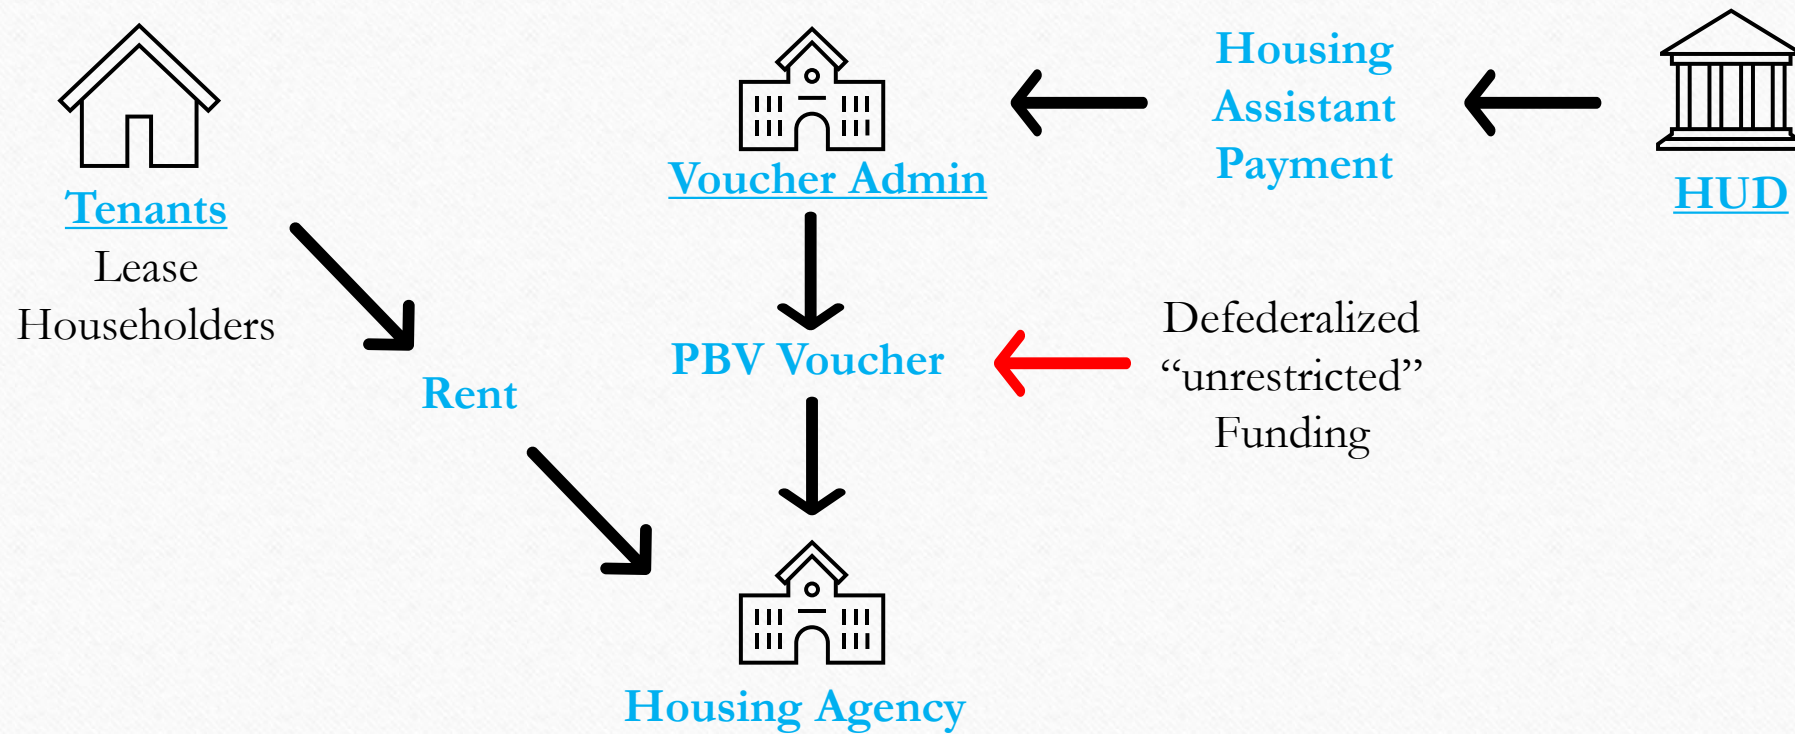 Tenants
Lease
Householders
Rent
Voucher Admin
PBV Voucher
Housing Agency
Housing
Assistant
Payment
HUD
Defederalized
“unrestricted”
Funding